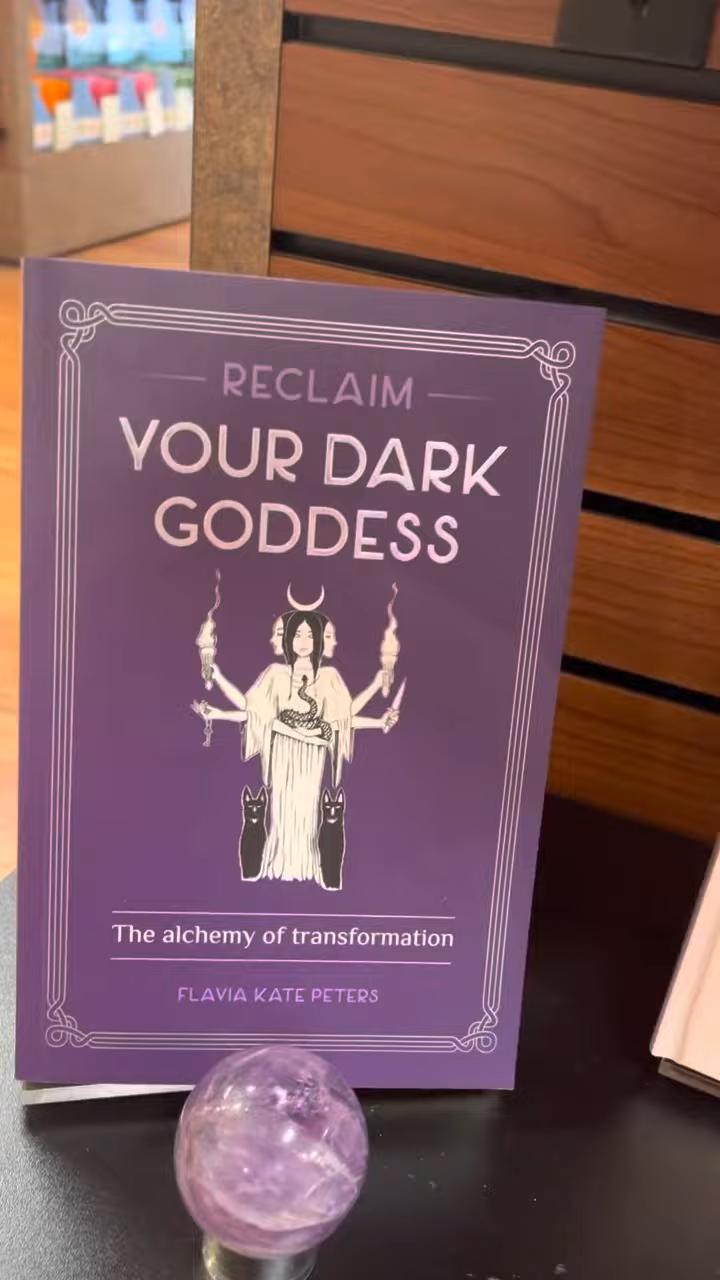 RECLAIM
YOUR DARK
GODDESS
The alchemy of transformation
FLAVIA KATE PETERS